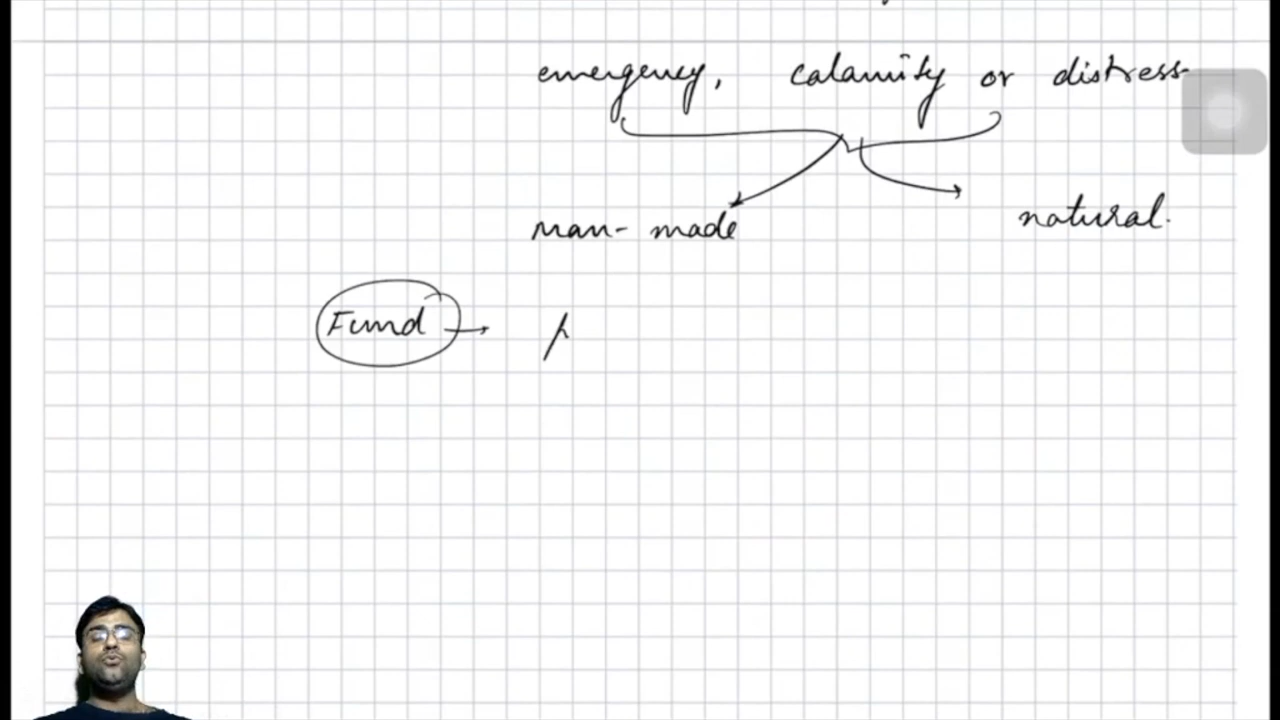 emergency, calamity or distress.
man-made natural.
Fund →